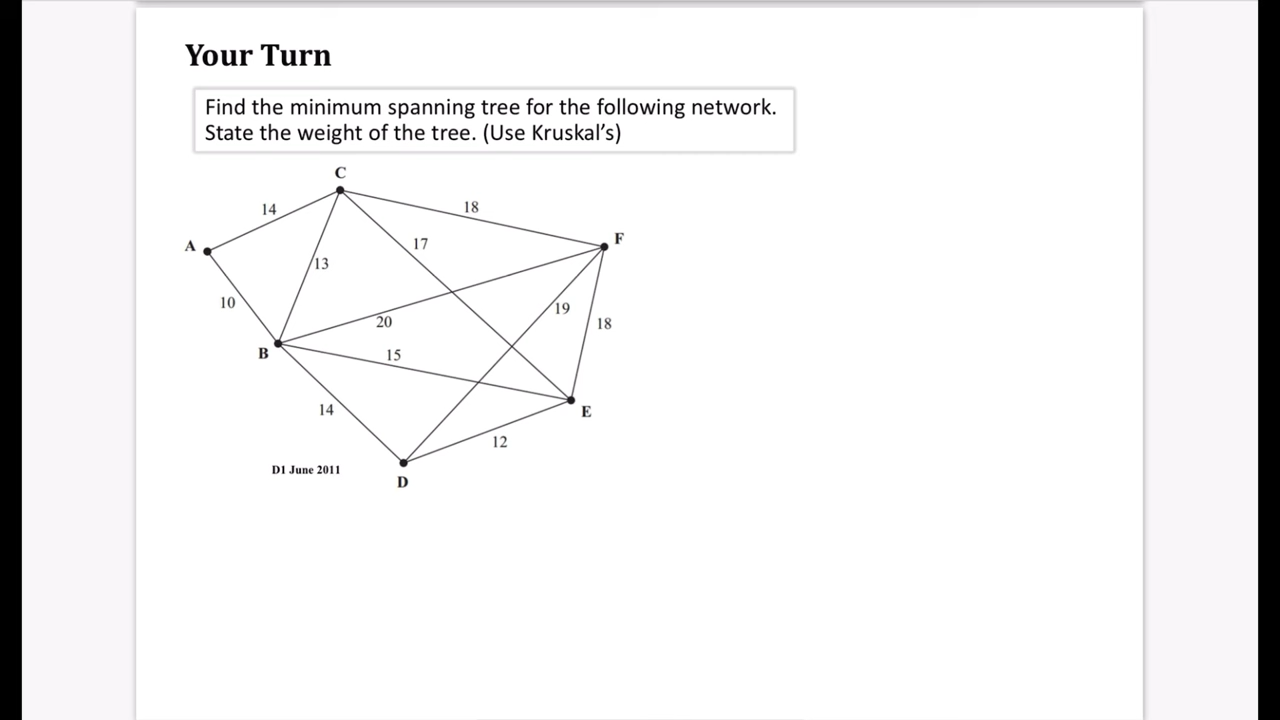 Your Turn
Find the minimum spanning tree for the following network.
State the weight of the tree. (Use Kruskal's)
C
14
18
A
F
17
13
10
19
20
18
B
15
14
E
12
D1 June 2011
D